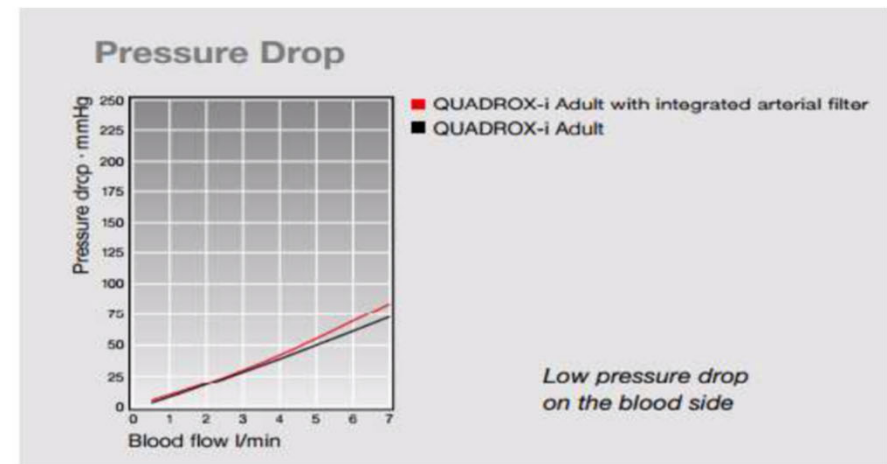 Pressure Drop
QUADROX-i Adult with integrated arterial filter
QUADROX-i Adult
Pressure drop · mmHg
250
225
200
175
150
125
100
75
50
25
0
0 1 2 3 4 5 6 7
Blood flow l/min
Low pressure drop
on the blood side